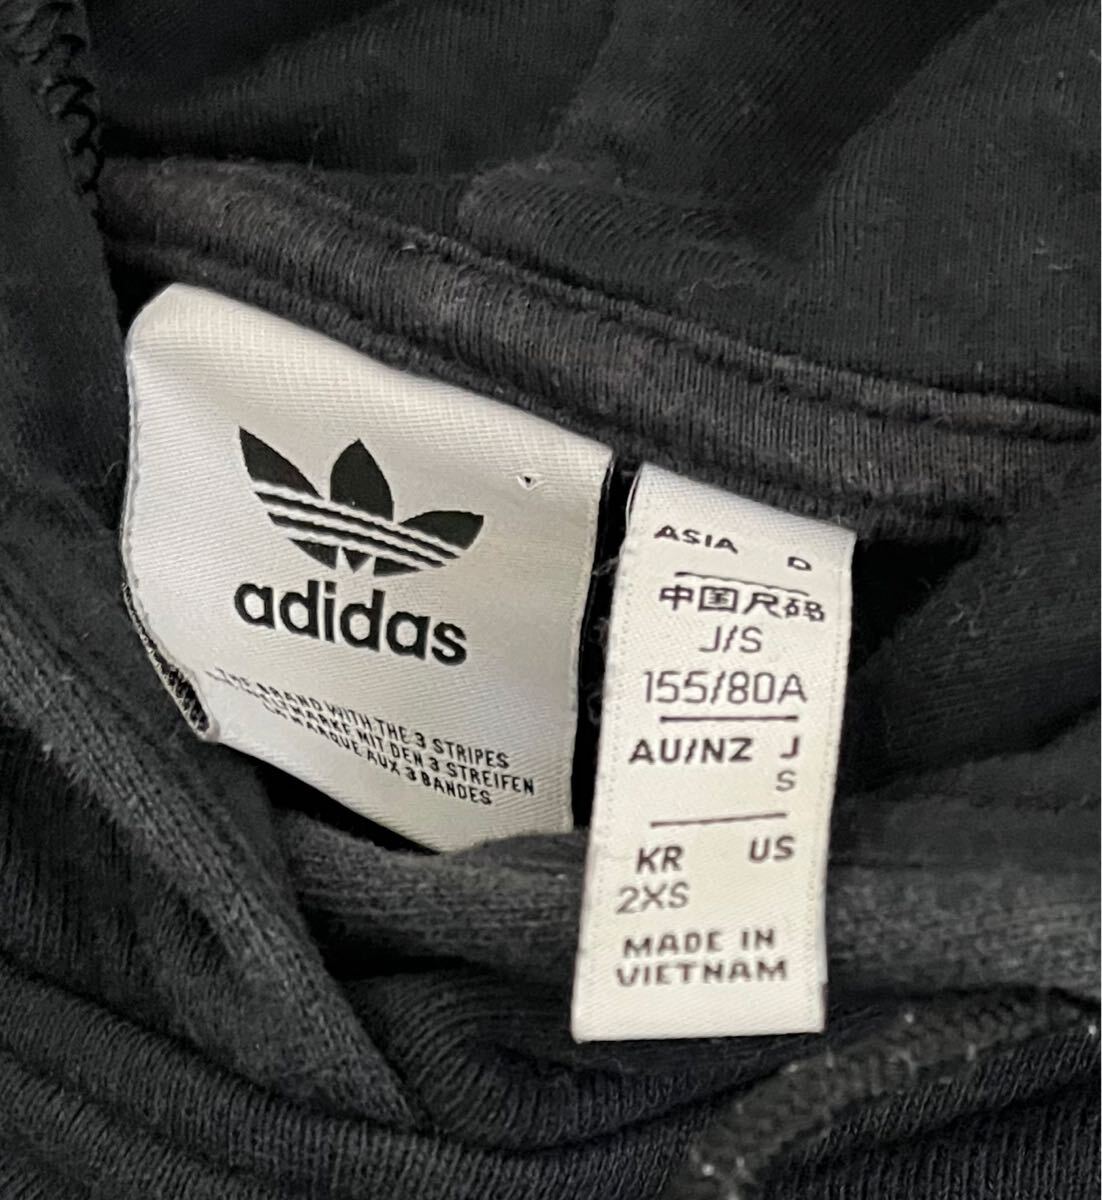 adidas
THE BRAND WITH THE 3 STRIPES
MARKE MIT DEN 3 STREIFEN
LA MARQUE AUX 3 BANDES
ASIA D
中国尺码
J/S
155/80A
AU/NZ J
S
KR US
2XS
MADE IN
VIETNAM